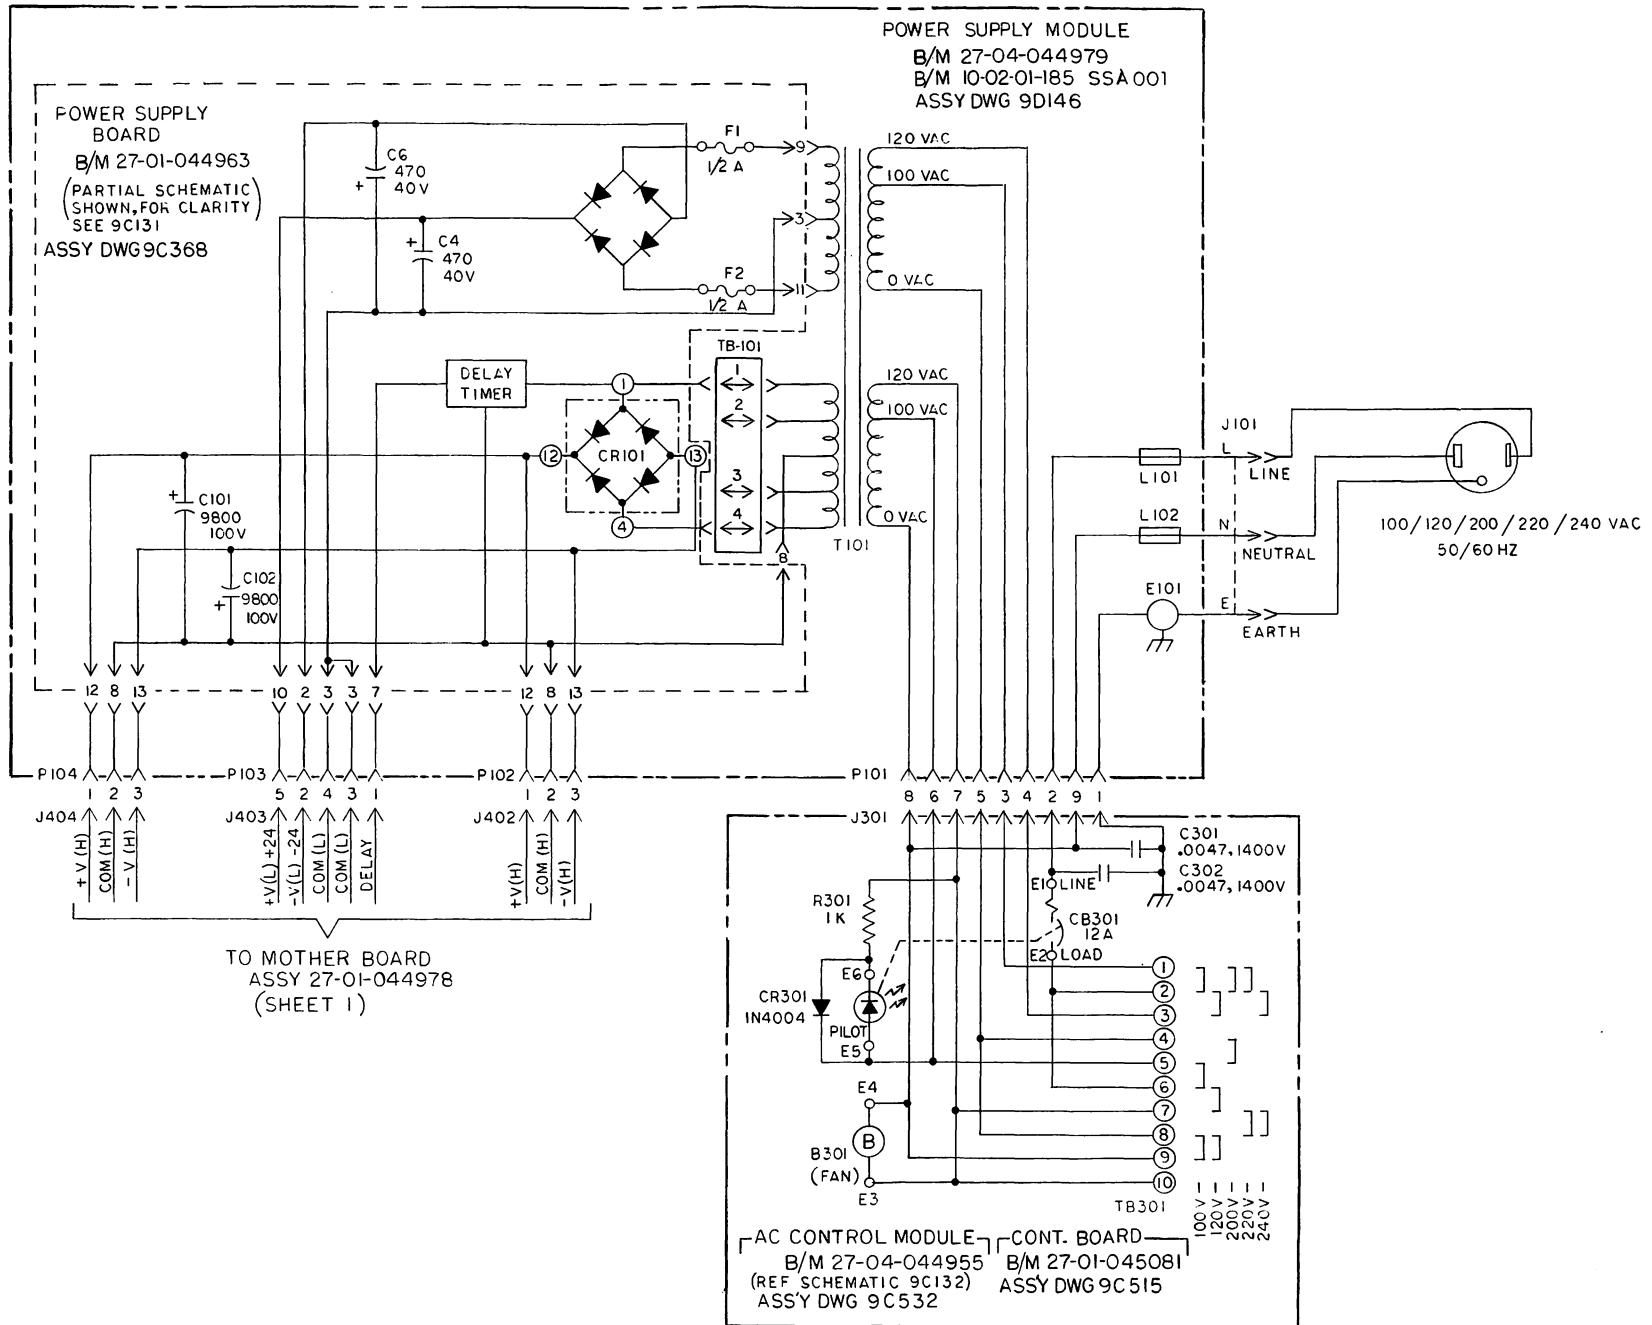 POWER SUPPLY MODULE
B/M 27-04-044979
B/M 10-02-01-185 SSA001
ASSY DWG 9D146
POWER SUPPLY
BOARD
B/M 27-01-044963
(PARTIAL SCHEMATIC
SHOWN, FOR CLARITY)
SEE 9C131
ASSY DWG 9C368
C6
470
40V
+
+
C4
470
40V
F1
1/2 A
F2
1/2 A
9
3
11
120 VAC
100 VAC
0 VAC
DELAY
TIMER
1
12
CR101
13
4
TB-101
1
2
3
4
8
T101
120 VAC
100 VAC
0 VAC
+
C101
9800
100V
C102
+
9800
100V
J101
L
LINE
L101
L102
N
NEUTRAL
E101
E
EARTH
100/120/200/220/240 VAC
50/60 HZ
12 8 13
10 2 3 3 7
12 8 13
P104
P103
P102
P101
1 2 3
5 2 4 3 1
1 2 3
8 6 7 5 3 4 2 9 1
J404
J403
J402
J301
+V (H)
COM (H)
-V (H)
+V(L) +24
-V(L) -24
COM (L)
COM (L)
DELAY
+V(H)
COM (H)
-V(H)
TO MOTHER BOARD
ASSY 27-01-044978
(SHEET 1)
C301
.0047, 1400V
C302
.0047, 1400V
E1 LINE
CB301
12A
E2 LOAD
R301
1K
E6
CR301
1N4004
PILOT
E5
E4
B
B301
(FAN)
E3
1
2
3
4
5
6
7
8
9
10
TB301
100V
120V
200V
220V
240V
AC CONTROL MODULE
B/M 27-04-044955
(REF SCHEMATIC 9C132)
ASS'Y DWG 9C532
CONT. BOARD
B/M 27-01-045081
ASS'Y DWG 9C515